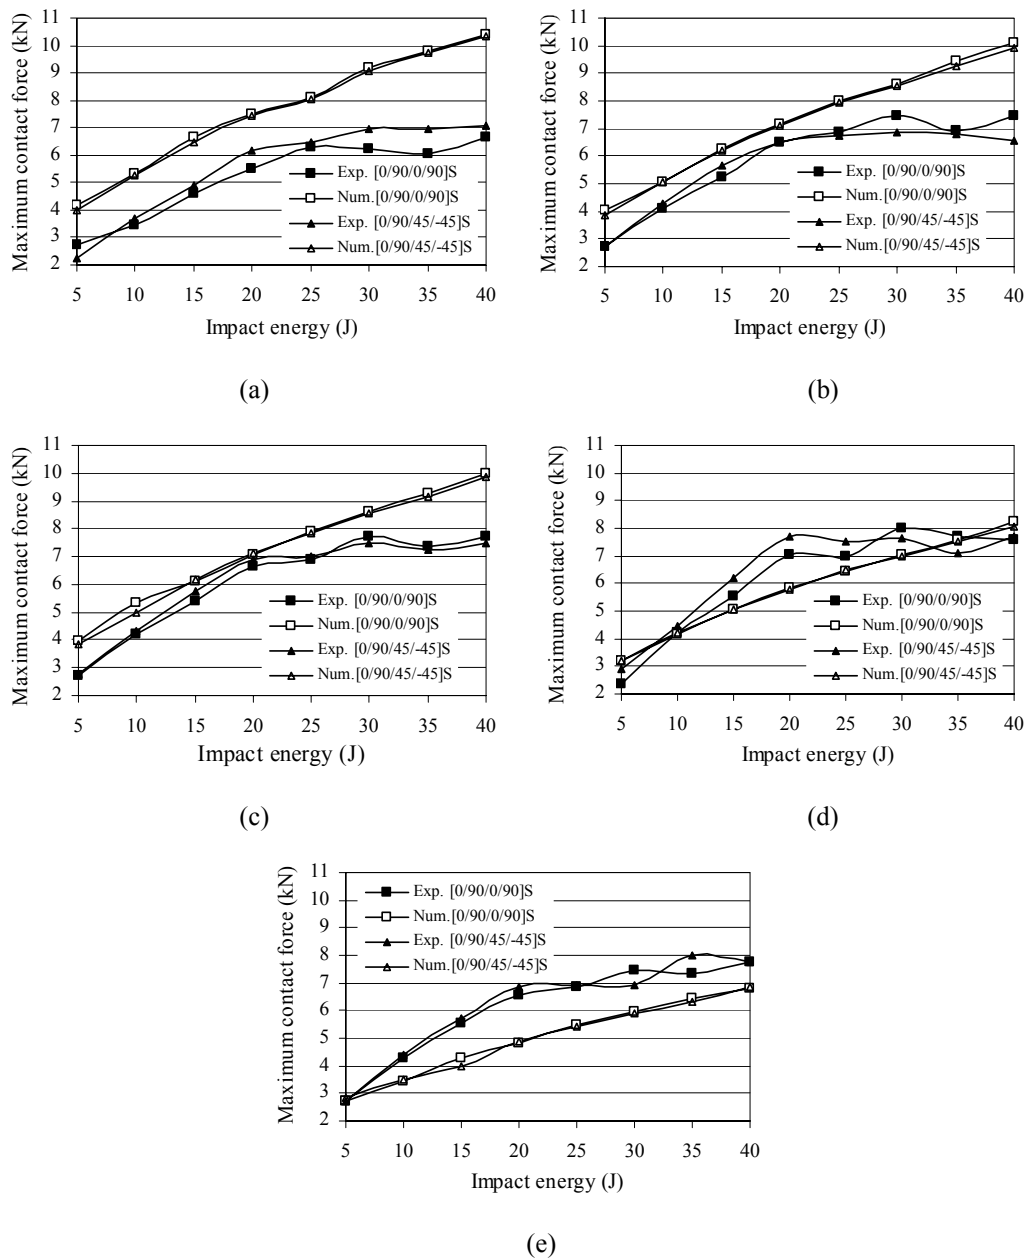 Maximum contact force (kN)
11
10
9
8
7
6
5
4
3
2
Exp. [0/90/0/90]S
Num.[0/90/0/90]S
Exp. [0/90/45/-45]S
Num.[0/90/45/-45]S
5 10 15 20 25 30 35 40
Impact energy (J)
(a)
Maximum contact force (kN)
11
10
9
8
7
6
5
4
3
2
Exp. [0/90/0/90]S
Num.[0/90/0/90]S
Exp. [0/90/45/-45]S
Num.[0/90/45/-45]S
5 10 15 20 25 30 35 40
Impact energy (J)
(b)
Maximum contact force (kN)
11
10
9
8
7
6
5
4
3
2
Exp. [0/90/0/90]S
Num.[0/90/0/90]S
Exp. [0/90/45/-45]S
Num.[0/90/45/-45]S
5 10 15 20 25 30 35 40
Impact energy (J)
(c)
Maximum contact force (kN)
11
10
9
8
7
6
5
4
3
2
Exp. [0/90/0/90]S
Num.[0/90/0/90]S
Exp. [0/90/45/-45]S
Num.[0/90/45/-45]S
5 10 15 20 25 30 35 40
Impact energy (J)
(d)
Maximum contact force (kN)
11
10
9
8
7
6
5
4
3
2
Exp. [0/90/0/90]S
Num.[0/90/0/90]S
Exp. [0/90/45/-45]S
Num.[0/90/45/-45]S
5 10 15 20 25 30 35 40
Impact energy (J)
(e)